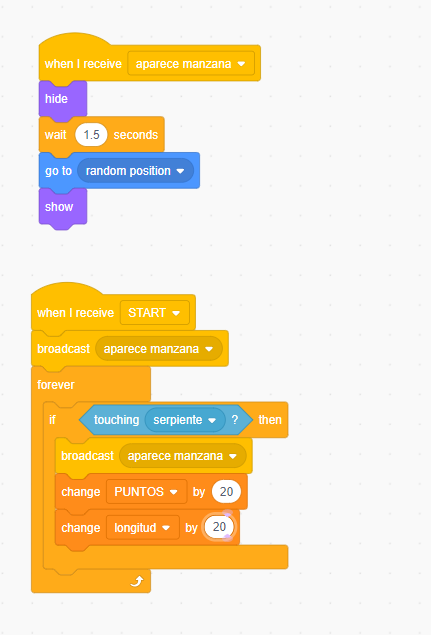 when I receive aparece manzana
hide
wait 1.5 seconds
go to random position
show
when I receive START
broadcast aparece manzana
forever
if touching serpiente ? then
broadcast aparece manzana
change PUNTOS by 20
change longitud by 20